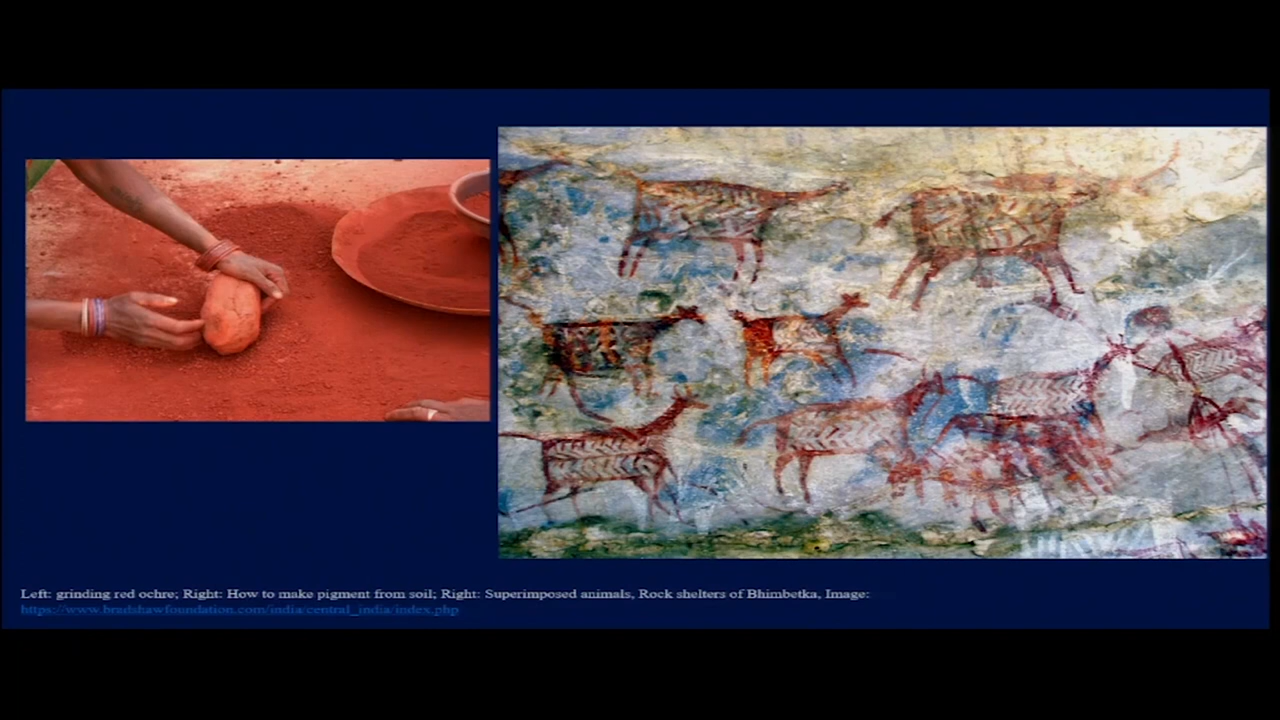 Left: grinding red ochre; Right: How to make pigment from soil; Right: Superimposed animals, Rock shelters of Bhimbetka, Image:
https://www.bradshawfoundation.com/india/central_india/index.php